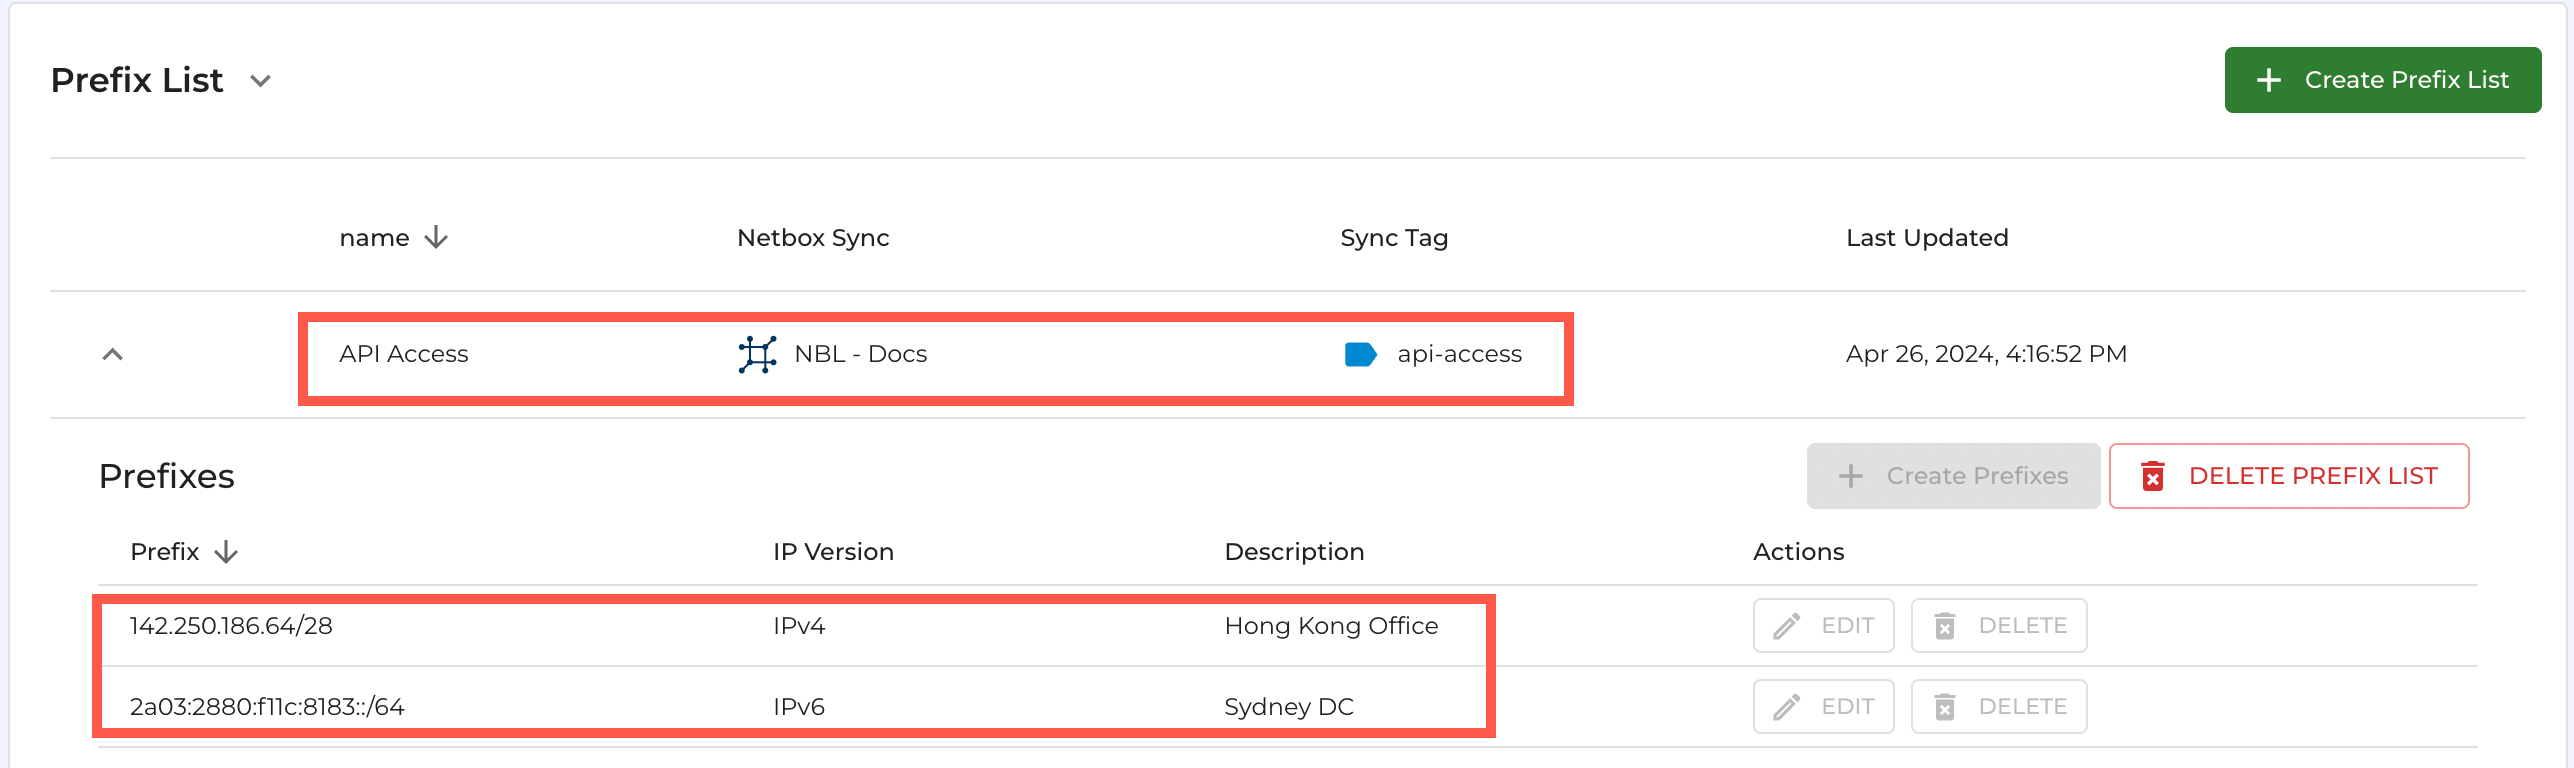 Prefix List
Create Prefix List
name Netbox Sync Sync Tag Last Updated
API Access NBL - Docs api-access Apr 26, 2024, 4:16:52 PM
Prefixes
Create Prefixes DELETE PREFIX LIST
Prefix IP Version Description Actions
142.250.186.64/28 IPv4 Hong Kong Office EDIT DELETE
2a03:2880:f11c:8183::/64 IPv6 Sydney DC EDIT DELETE